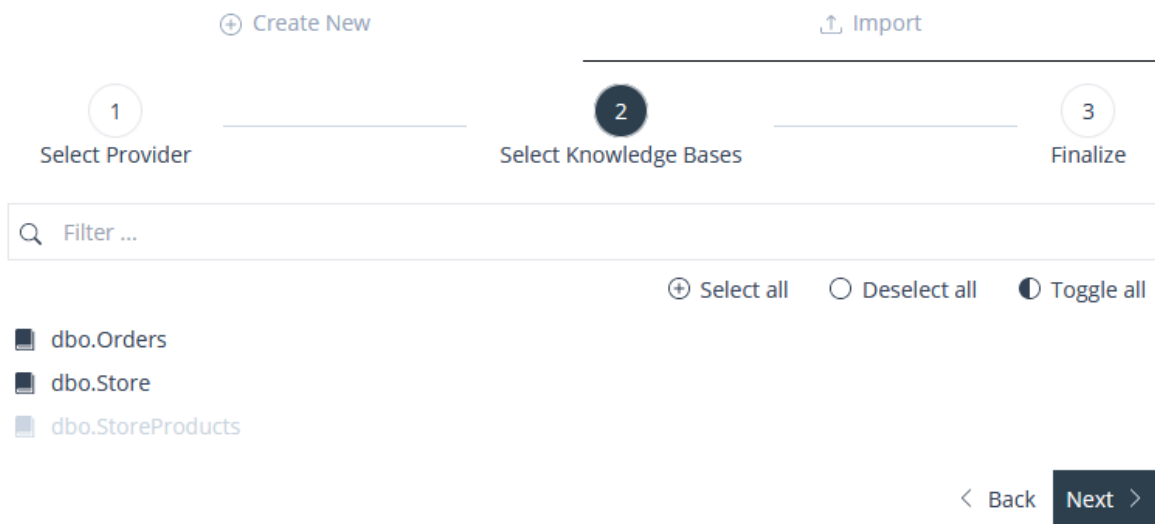 Create New Import
1 2 3
Select Provider Select Knowledge Bases Finalize
Filter ...
Select all Deselect all Toggle all
dbo.Orders
dbo.Store
dbo.StoreProducts
Back Next